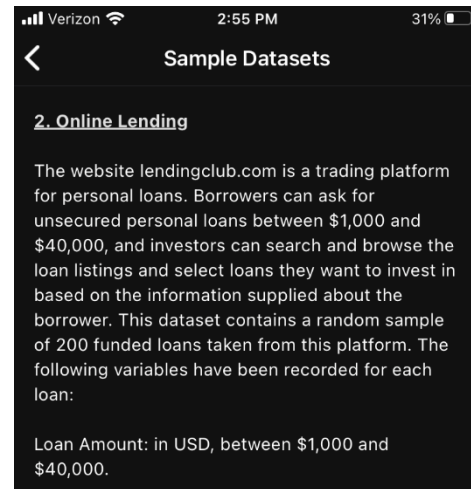 Verizon 2:55 PM 31%
Sample Datasets
2. Online Lending
The website lendingclub.com is a trading platform
for personal loans. Borrowers can ask for
unsecured personal loans between $1,000 and
$40,000, and investors can search and browse the
loan listings and select loans they want to invest in
based on the information supplied about the
borrower. This dataset contains a random sample
of 200 funded loans taken from this platform. The
following variables have been recorded for each
loan:
Loan Amount: in USD, between $1,000 and
$40,000.